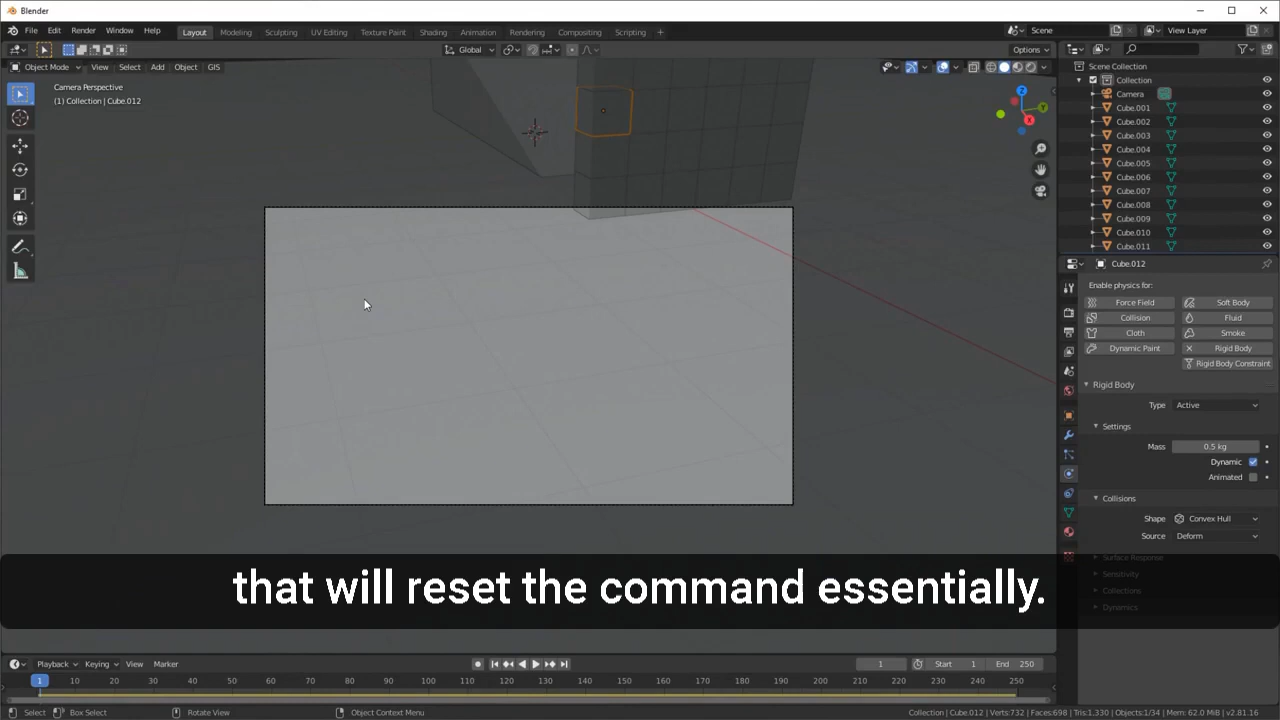 Blender
File Edit Render Window Help Layout Modeling Sculpting UV Editing Texture Paint Shading Animation Rendering Compositing Scripting + Scene View Layer
Global Options
Object Mode View Select Add Object GIS
Camera Perspective
(1) Collection | Cube.012
Z
Y
X
Scene Collection
Collection
Camera
Cube.001
Cube.002
Cube.003
Cube.004
Cube.005
Cube.006
Cube.007
Cube.008
Cube.009
Cube.010
Cube.011
Cube.012
Enable physics for:
Force Field Soft Body
Collision Fluid
Cloth Smoke
Dynamic Paint Rigid Body
Rigid Body Constraint
Rigid Body
Type Active
Settings
Mass 0.5 kg
Dynamic
Animated
Collisions
Shape Convex Hull
Source Deform
Surface Response
Sensitivity
Collections
Dynamics
that will reset the command essentially.
Playback Keying View Marker 1 Start 1 End 250
1 10 20 30 40 50 60 70 80 90 100 110 120 130 140 150 160 170 180 190 200 210 220 230 240 250
Select Box Select Rotate View Object Context Menu Collection | Cube.012 | Verts:732 | Faces:698 | Tris:1,330 | Objects:1/34 | Mem: 62.0 MiB | v2.81.16